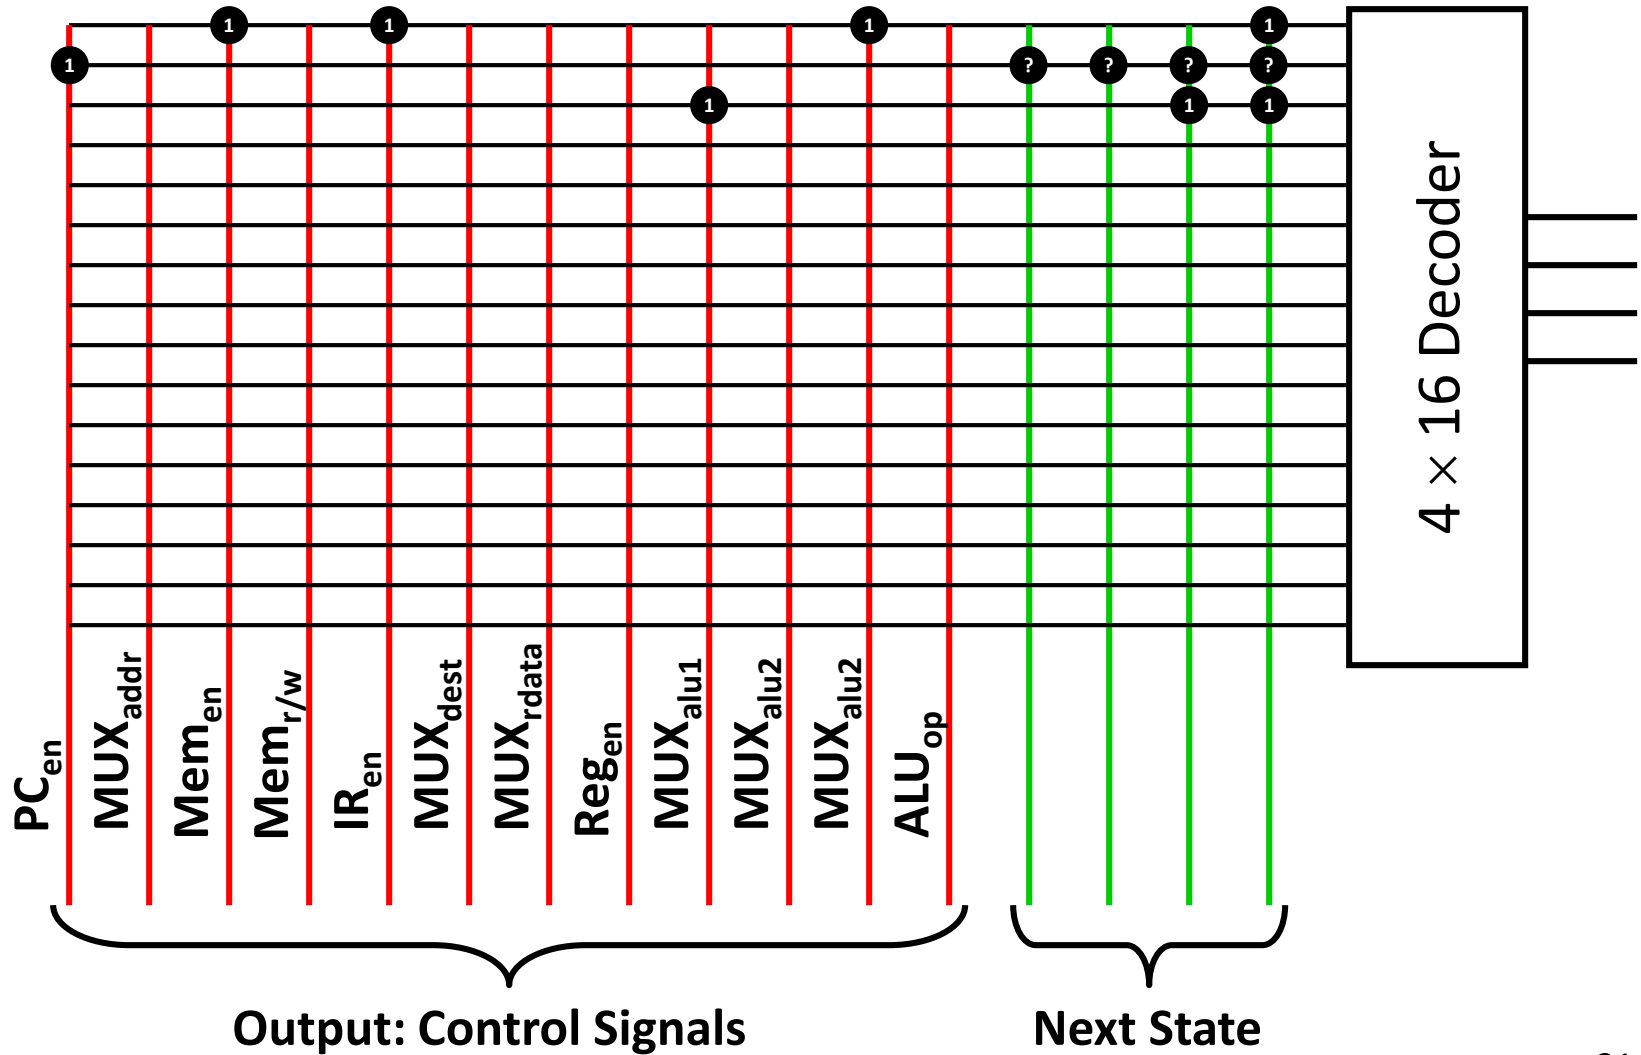 1 1 1 1
1 ? ? ? ?
1 1 1
4 × 16 Decoder
PCen
MUXaddr
Memen
Memr/w
IRen
MUXdest
MUXrdata
Regen
MUXalu1
MUXalu2
MUXalu2
ALUop
Output: Control Signals
Next State